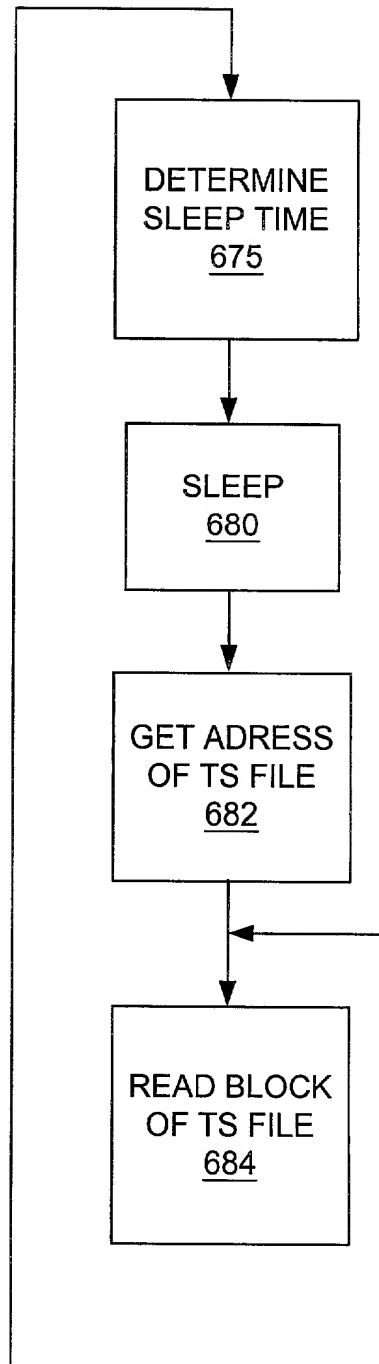 DETERMINE
SLEEP TIME
675
SLEEP
680
GET ADRESS
OF TS FILE
682
READ BLOCK
OF TS FILE
684